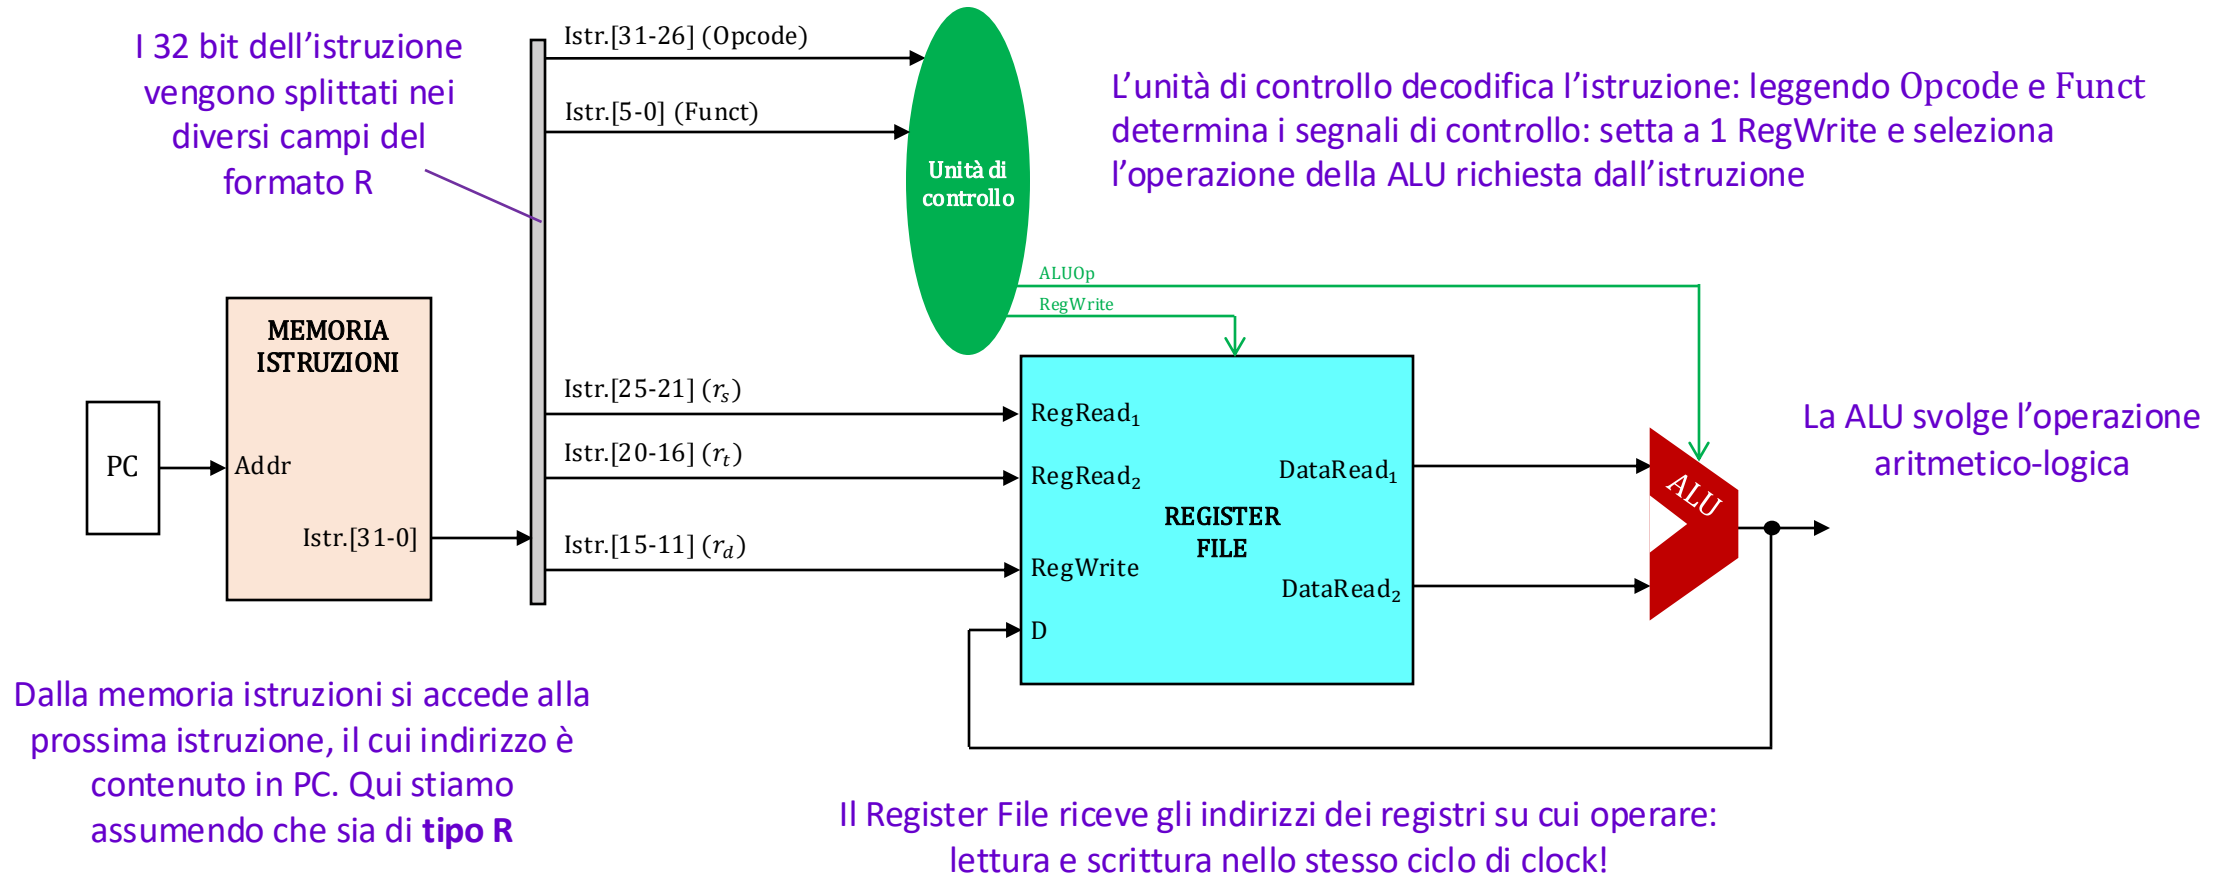 I 32 bit dell’istruzione
vengono splittati nei
diversi campi del
formato R
Istr.[31-26] (Opcode)
Istr.[5-0] (Funct)
Unità di
controllo
L’unità di controllo decodifica l’istruzione: leggendo Opcode e Funct
determina i segnali di controllo: setta a 1 RegWrite e seleziona
l’operazione della ALU richiesta dall’istruzione
ALUOp
RegWrite
MEMORIA
ISTRUZIONI
PC
Addr
Istr.[31-0]
Istr.[25-21] (rₛ)
Istr.[20-16] (rₜ)
Istr.[15-11] (r_d)
RegRead₁
RegRead₂
RegWrite
D
REGISTER
FILE
DataRead₁
DataRead₂
ALU
La ALU svolge l’operazione
aritmetico-logica
Dalla memoria istruzioni si accede alla
prossima istruzione, il cui indirizzo è
contenuto in PC. Qui stiamo
assumendo che sia di tipo R
Il Register File riceve gli indirizzi dei registri su cui operare:
lettura e scrittura nello stesso ciclo di clock!